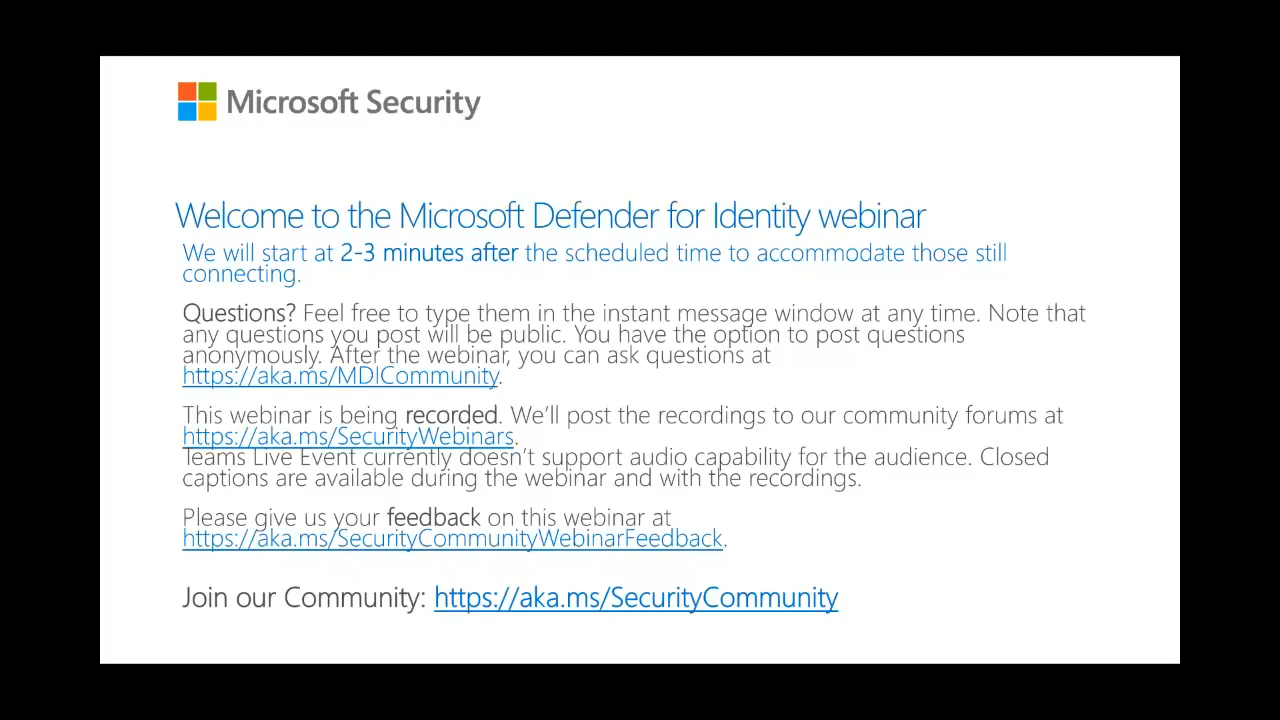 Microsoft Security
Welcome to the Microsoft Defender for Identity webinar
We will start at 2-3 minutes after the scheduled time to accommodate those still
connecting.
Questions? Feel free to type them in the instant message window at any time. Note that
any questions you post will be public. You have the option to post questions
anonymously. After the webinar, you can ask questions at
https://aka.ms/MDICommunity.
This webinar is being recorded. We'll post the recordings to our community forums at
https://aka.ms/SecurityWebinars.
Teams Live Event currently doesn't support audio capability for the audience. Closed
captions are available during the webinar and with the recordings.
Please give us your feedback on this webinar at
https://aka.ms/SecurityCommunityWebinarFeedback.
Join our Community: https://aka.ms/SecurityCommunity